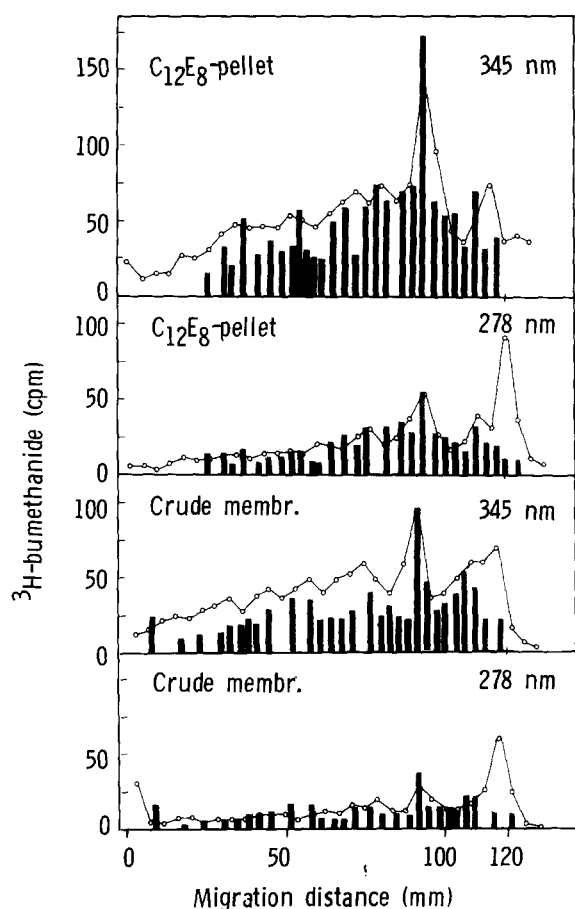 C12E8-pellet 345 nm
150
100
50
0
C12E8-pellet 278 nm
100
50
0
Crude membr. 345 nm
100
50
0
Crude membr. 278 nm
50
0
3H-bumethanide (cpm)
0 50 100 120
Migration distance (mm)